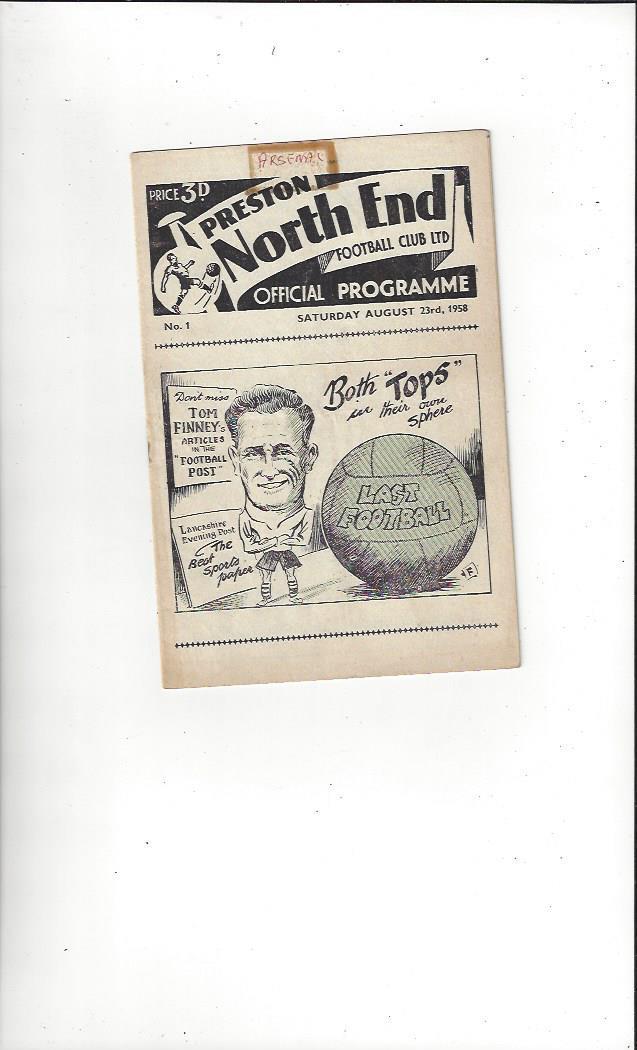 ARSENAL
PRICE 3D
PRESTON
North End
FOOTBALL CLUB LTD
OFFICIAL PROGRAMME
No. 1
SATURDAY AUGUST 23rd, 1958
Don't miss
TOM
FINNEY'S
ARTICLES
IN THE
"FOOTBALL
POST"
Both "Tops"
in their own
sphere
LAST
FOOTBALL
Lancashire
Evening Post
The
Best
sports
paper
F